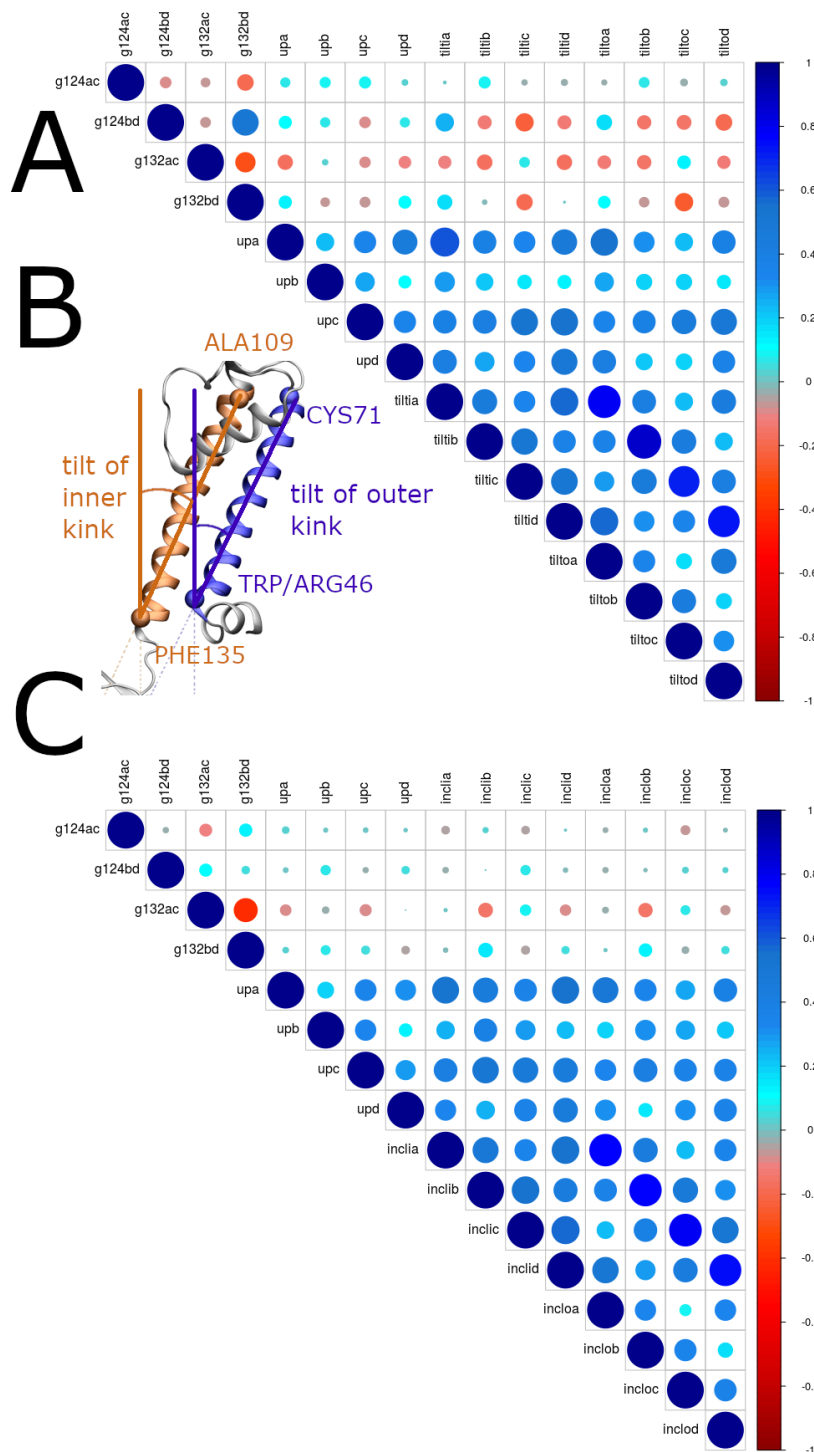 g124ac
g124bd
g132ac
g132bd
upa
upb
upc
upd
tiltia
tiltib
tiltic
tiltid
tiltoa
tiltob
tiltoc
tiltod
A
g124ac
g124bd
g132ac
g132bd
upa
upb
upc
upd
tiltia
tiltib
tiltic
tiltid
tiltoa
tiltob
tiltoc
tiltod
1
0.8
0.6
0.4
0.2
0
-0.2
-0.4
-0.6
-0.8
-1
B
ALA109
CYS71
tilt of
inner
kink
tilt of outer
kink
TRP/ARG46
PHE135
C
g124ac
g124bd
g132ac
g132bd
upa
upb
upc
upd
inclia
inclib
inclic
inclid
incloa
inclob
incloc
inclod
g124ac
g124bd
g132ac
g132bd
upa
upb
upc
upd
inclia
inclib
inclic
inclid
incloa
inclob
incloc
inclod
1
0.8
0.6
0.4
0.2
0
-0.
-0.
-0.
-0.
-1